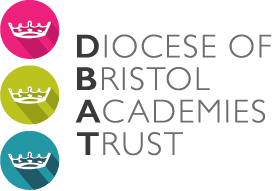 DIOCESE OF
BRISTOL
ACADEMIES
TRUST